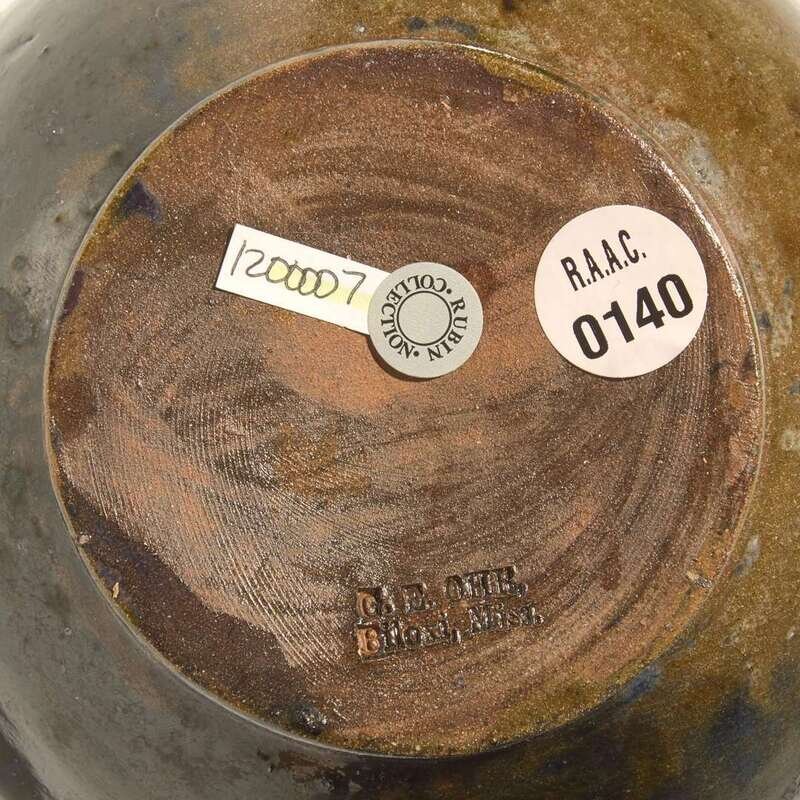 1200007
RUBIN • COLLECTION •
R.A.A.C.
0140
G. E. OHR,
Biloxi, Miss.